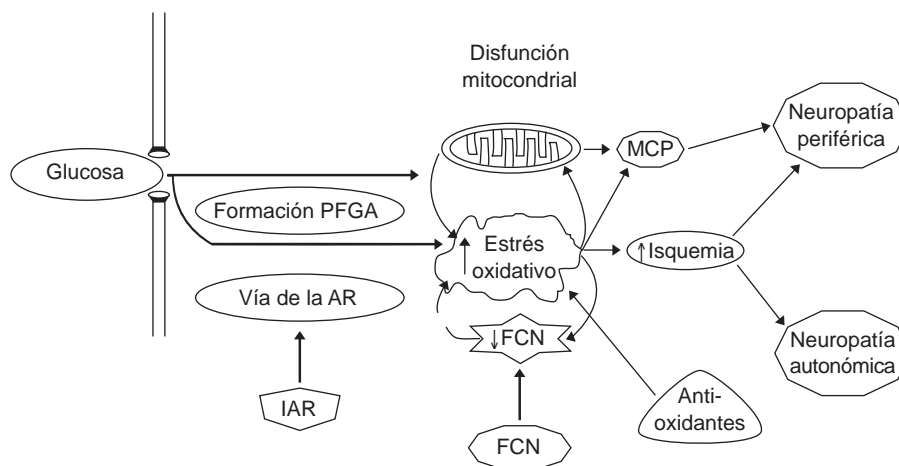 Disfunción
mitocondrial
Neuropatía
periférica
MCP
Glucosa
Formación PFGA
Estrés
oxidativo
↑
↑ Isquemia
Vía de la AR
↓ FCN
Neuropatía
autonómica
IAR
FCN
Anti-
oxidantes